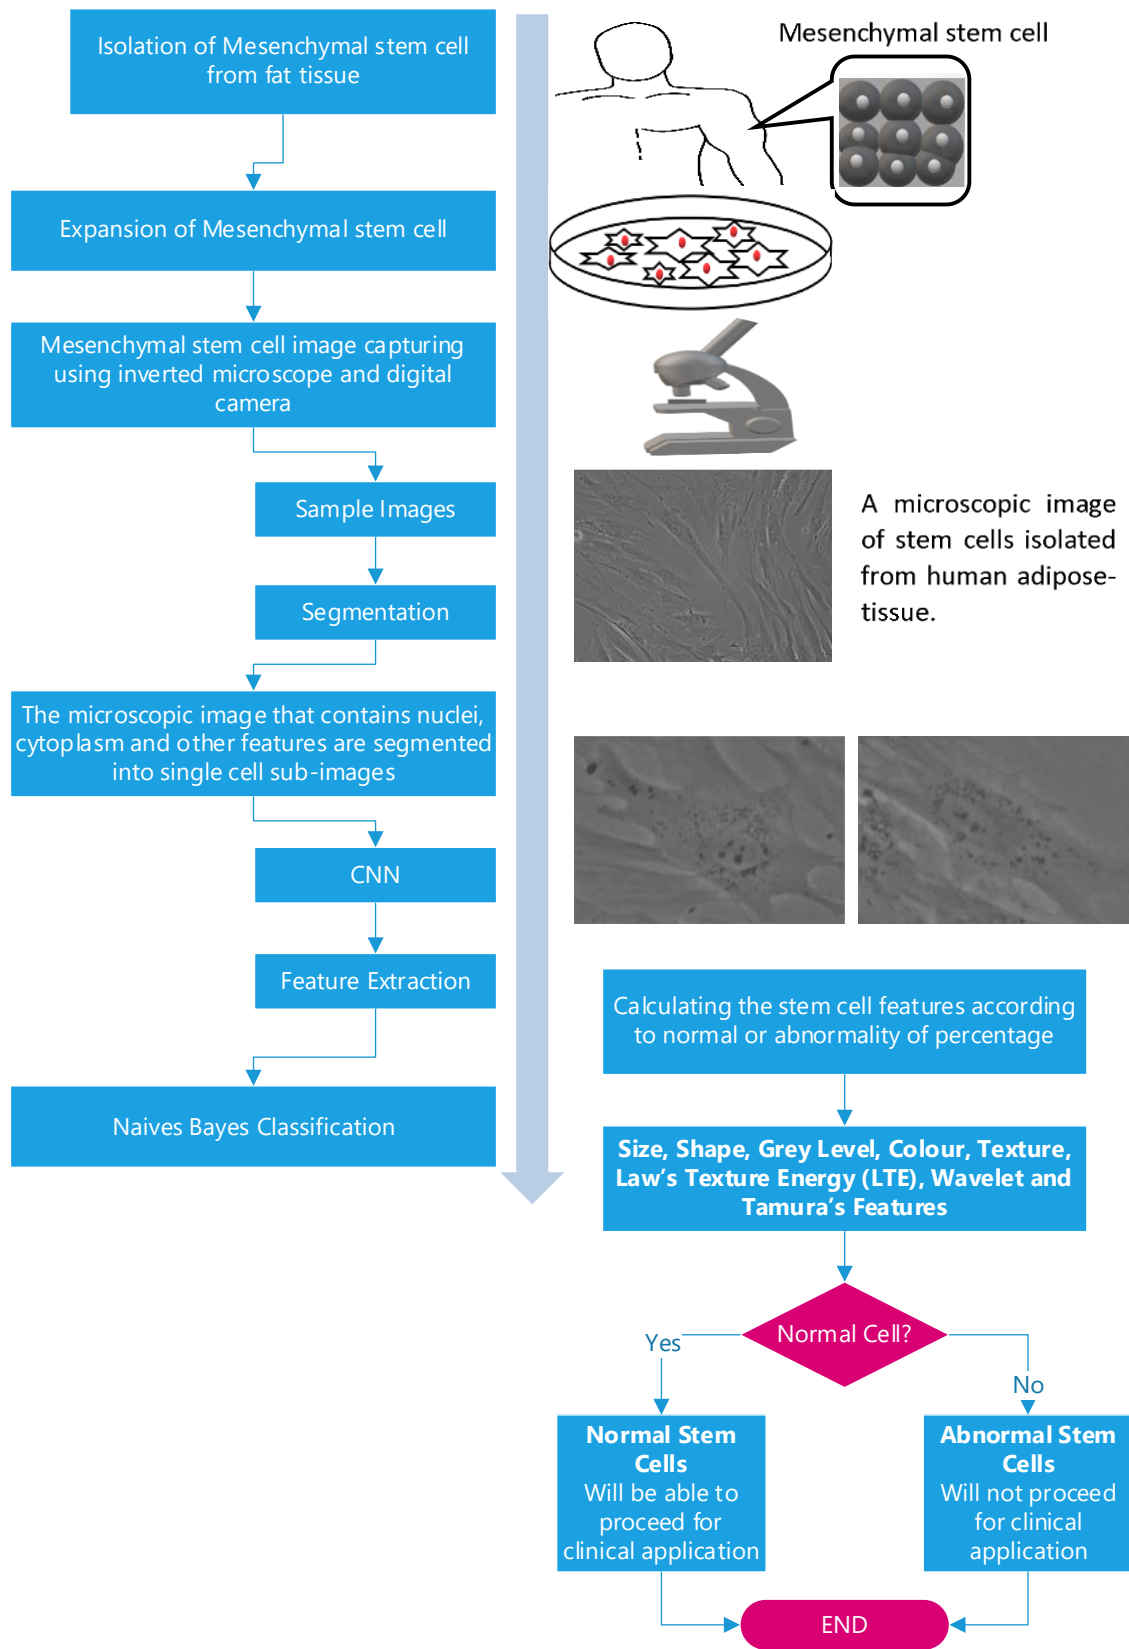 Isolation of Mesenchymal stem cell
from fat tissue
Expansion of Mesenchymal stem cell
Mesenchymal stem cell image capturing
using inverted microscope and digital
camera
Sample Images
Segmentation
The microscopic image that contains nuclei,
cytoplasm and other features are segmented
into single cell sub-images
CNN
Feature Extraction
Naives Bayes Classification
Mesenchymal stem cell
A microscopic image
of stem cells isolated
from human adipose-
tissue.
Calculating the stem cell features according
to normal or abnormality of percentage
Size, Shape, Grey Level, Colour, Texture,
Law's Texture Energy (LTE), Wavelet and
Tamura's Features
Normal Cell?
Yes
No
Normal Stem
Cells
Will be able to
proceed for
clinical application
Abnormal Stem
Cells
Will not proceed
for clinical
application
END